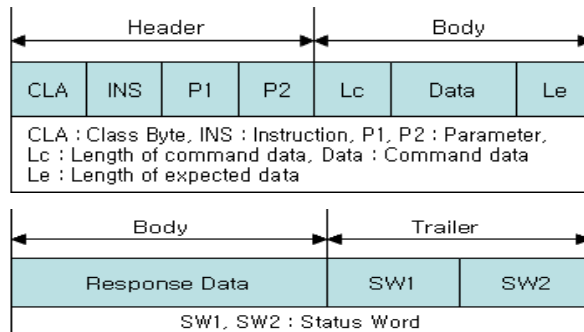 Header Body
CLA INS P1 P2 Lc Data Le
CLA : Class Byte, INS : Instruction, P1, P2 : Parameter,
Lc : Length of command data, Data : Command data
Le : Length of expected data
Body Trailer
Response Data SW1 SW2
SW1, SW2 : Status Word